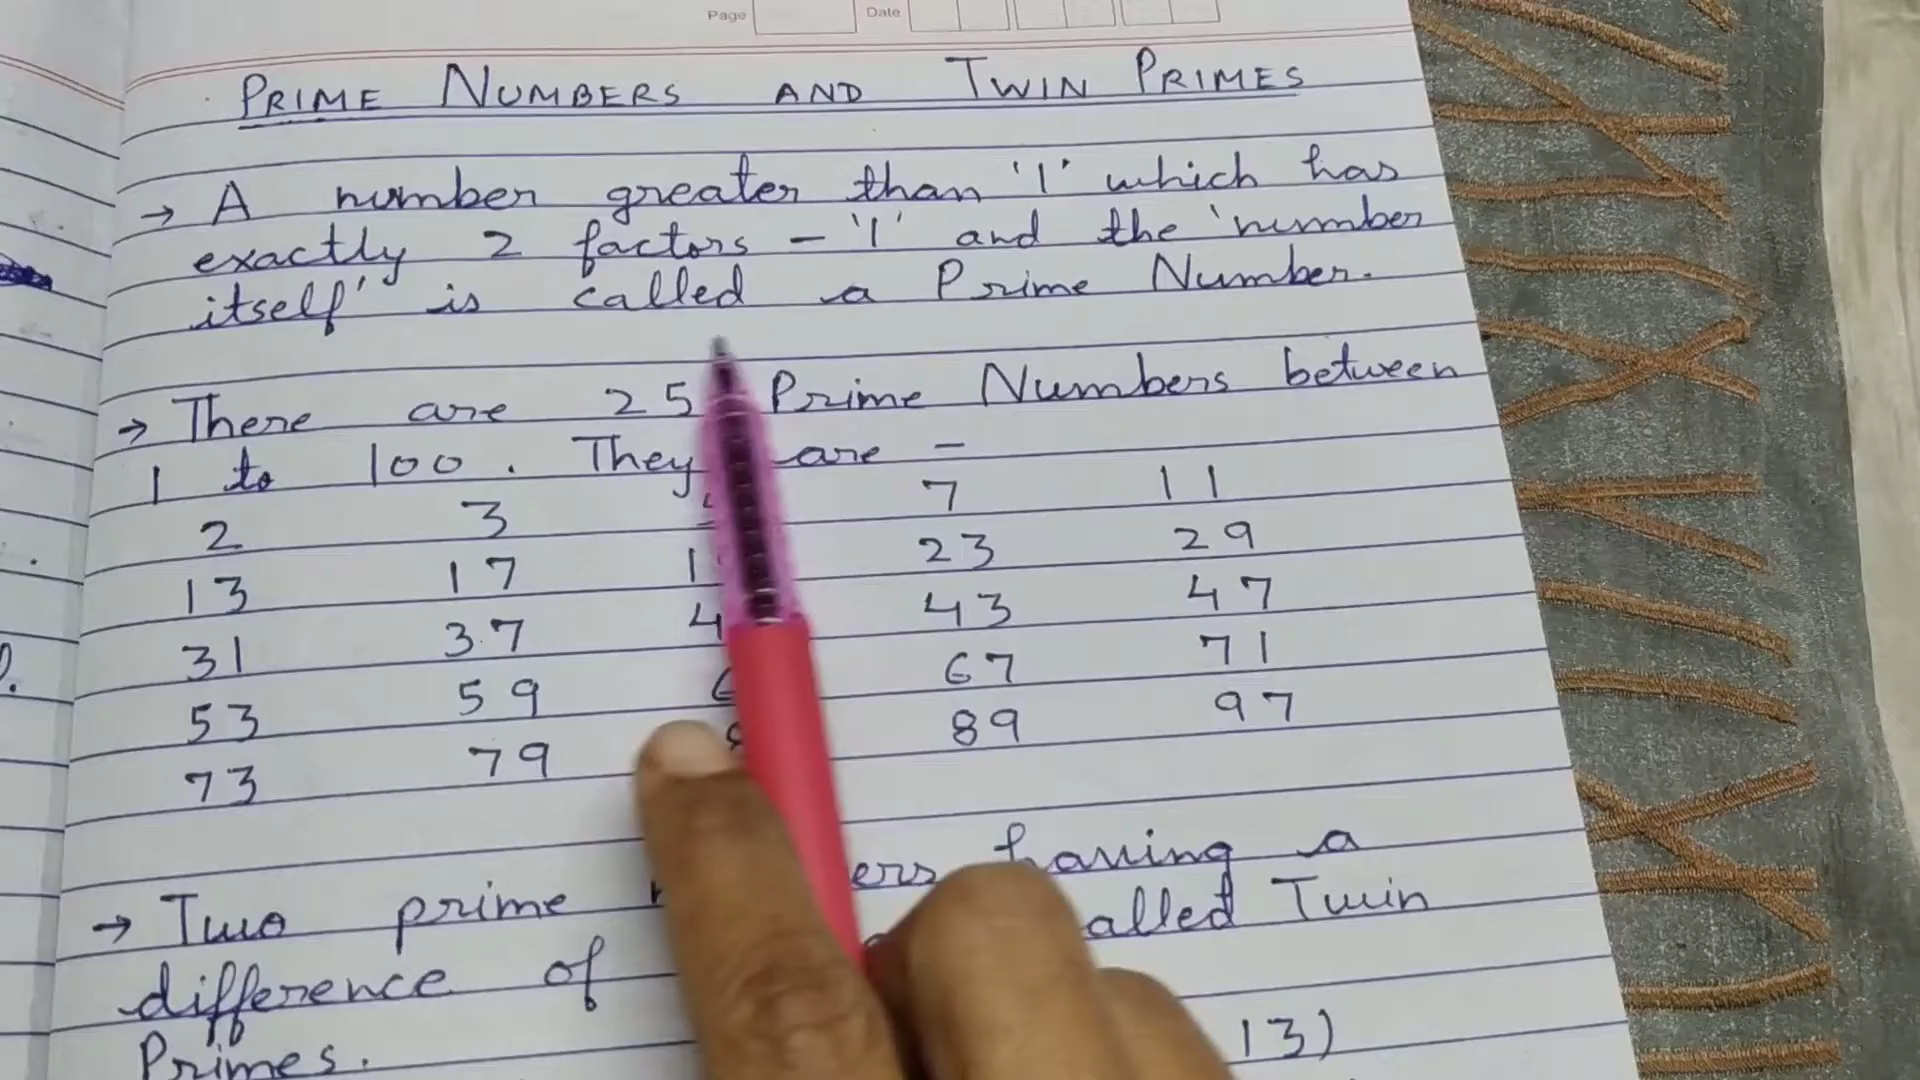 Page Date
PRIME NUMBERS AND TWIN PRIMES
→ A number greater than '1' which has
exactly 2 factors - '1' and the 'number
itself' is called a Prime Number.
→ There are 25 Prime Numbers between
1 to 100. They are -
2 3 7 11
13 17 23 29
31 37 43 47
53 59 67 71
73 79 89 97
→ Two prime having a
difference of Twin
Primes. 13)